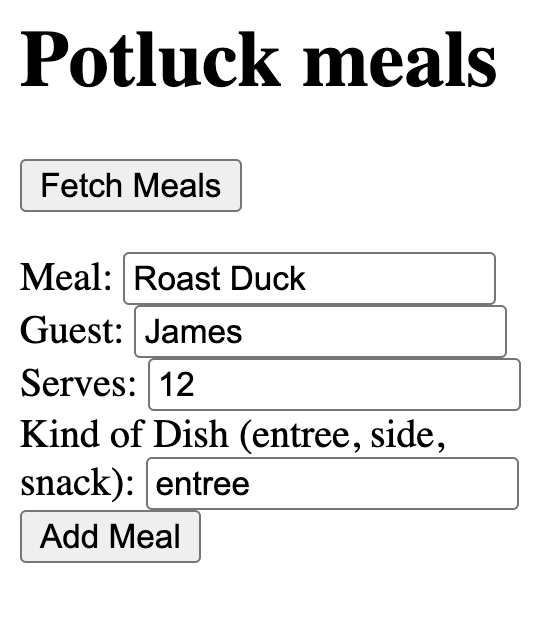 Potluck meals
Fetch Meals
Meal: Roast Duck
Guest: James
Serves: 12
Kind of Dish (entree, side,
snack): entree
Add Meal